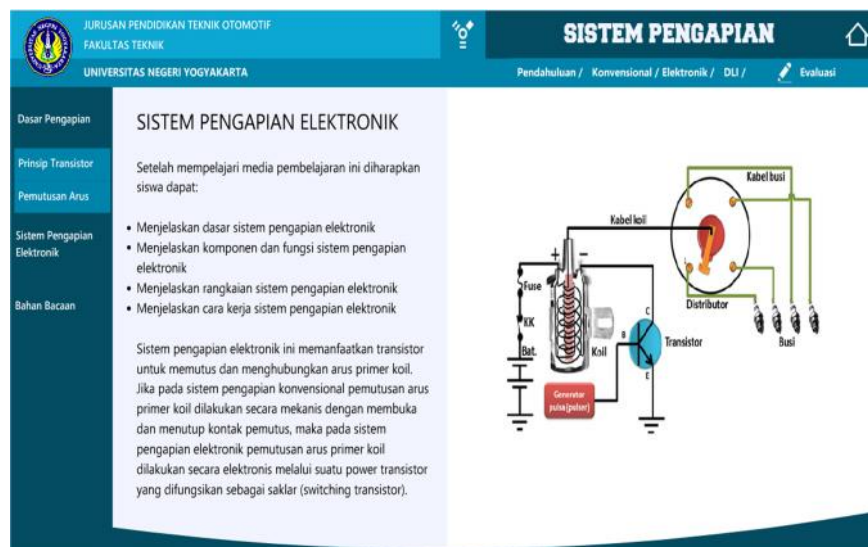 JURUSAN PENDIDIKAN TEKNIK OTOMOTIF
FAKULTAS TEKNIK
UNIVERSITAS NEGERI YOGYAKARTA
SISTEM PENGAPIAN
Pendahuluan / Konvensional / Elektronik / DLI / Evaluasi
Dasar Pengapian
Prinsip Transistor
Pemutusan Arus
Sistem Pengapian
Elektronik
Bahan Bacaan
SISTEM PENGAPIAN ELEKTRONIK
Setelah mempelajari media pembelajaran ini diharapkan
siswa dapat:
• Menjelaskan dasar sistem pengapian elektronik
• Menjelaskan komponen dan fungsi sistem pengapian
elektronik
• Menjelaskan rangkaian sistem pengapian elektronik
• Menjelaskan cara kerja sistem pengapian elektronik
Sistem pengapian elektronik ini memanfaatkan transistor
untuk memutus dan menghubungkan arus primer koil.
Jika pada sistem pengapian konvensional pemutusan arus
primer koil dilakukan secara mekanis dengan membuka
dan menutup kontak pemutus, maka pada sistem
pengapian elektronik pemutusan arus primer koil
dilakukan secara elektronis melalui suatu power transistor
yang difungsikan sebagai saklar (switching transistor).
Kabel busi
Kabel koil
+
−
Fuse
KK
Bat.
Koil
B
C
E
Transistor
Distributor
Busi
Generator
pulsa(pulser)